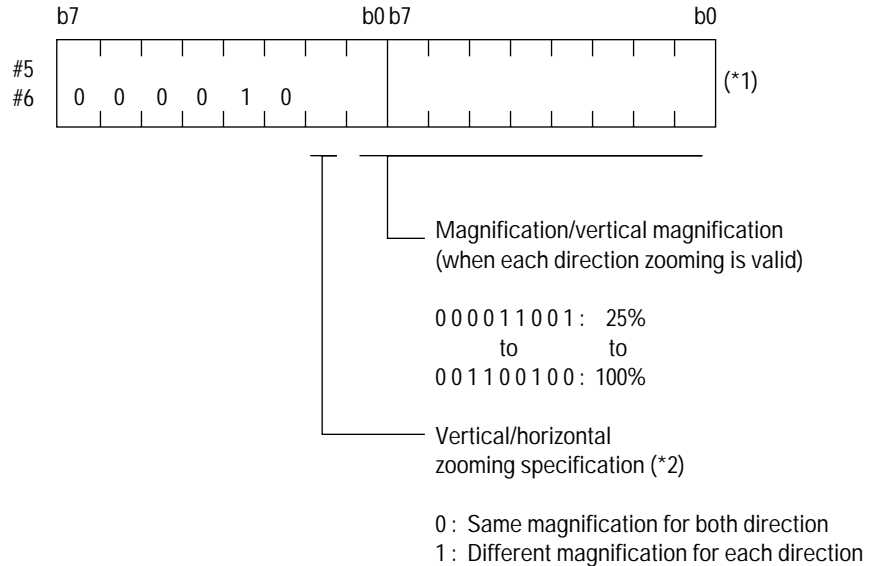 b7 b0 b7 b0
#5
#6 0 0 0 0 1 0 (*1)
Magnification/vertical magnification
(when each direction zooming is valid)
0 0 0 0 1 1 0 0 1 : 25%
to to
0 0 1 1 0 0 1 0 0 : 100%
Vertical/horizontal
zooming specification (*2)
0 : Same magnification for both direction
1 : Different magnification for each direction